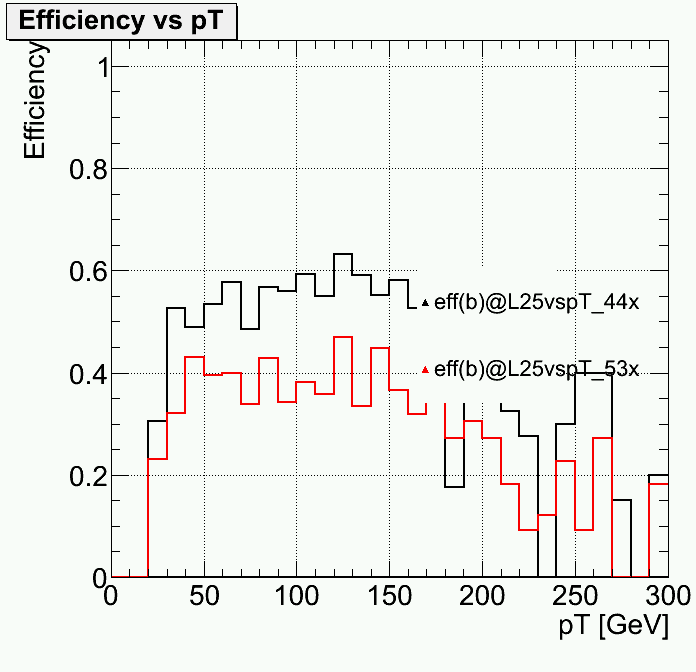 Efficiency vs pT
Efficiency
1
0.8
0.6
0.4
0.2
0
eff(b)@L25vspT_44x
eff(b)@L25vspT_53x
0 50 100 150 200 250 300
pT [GeV]